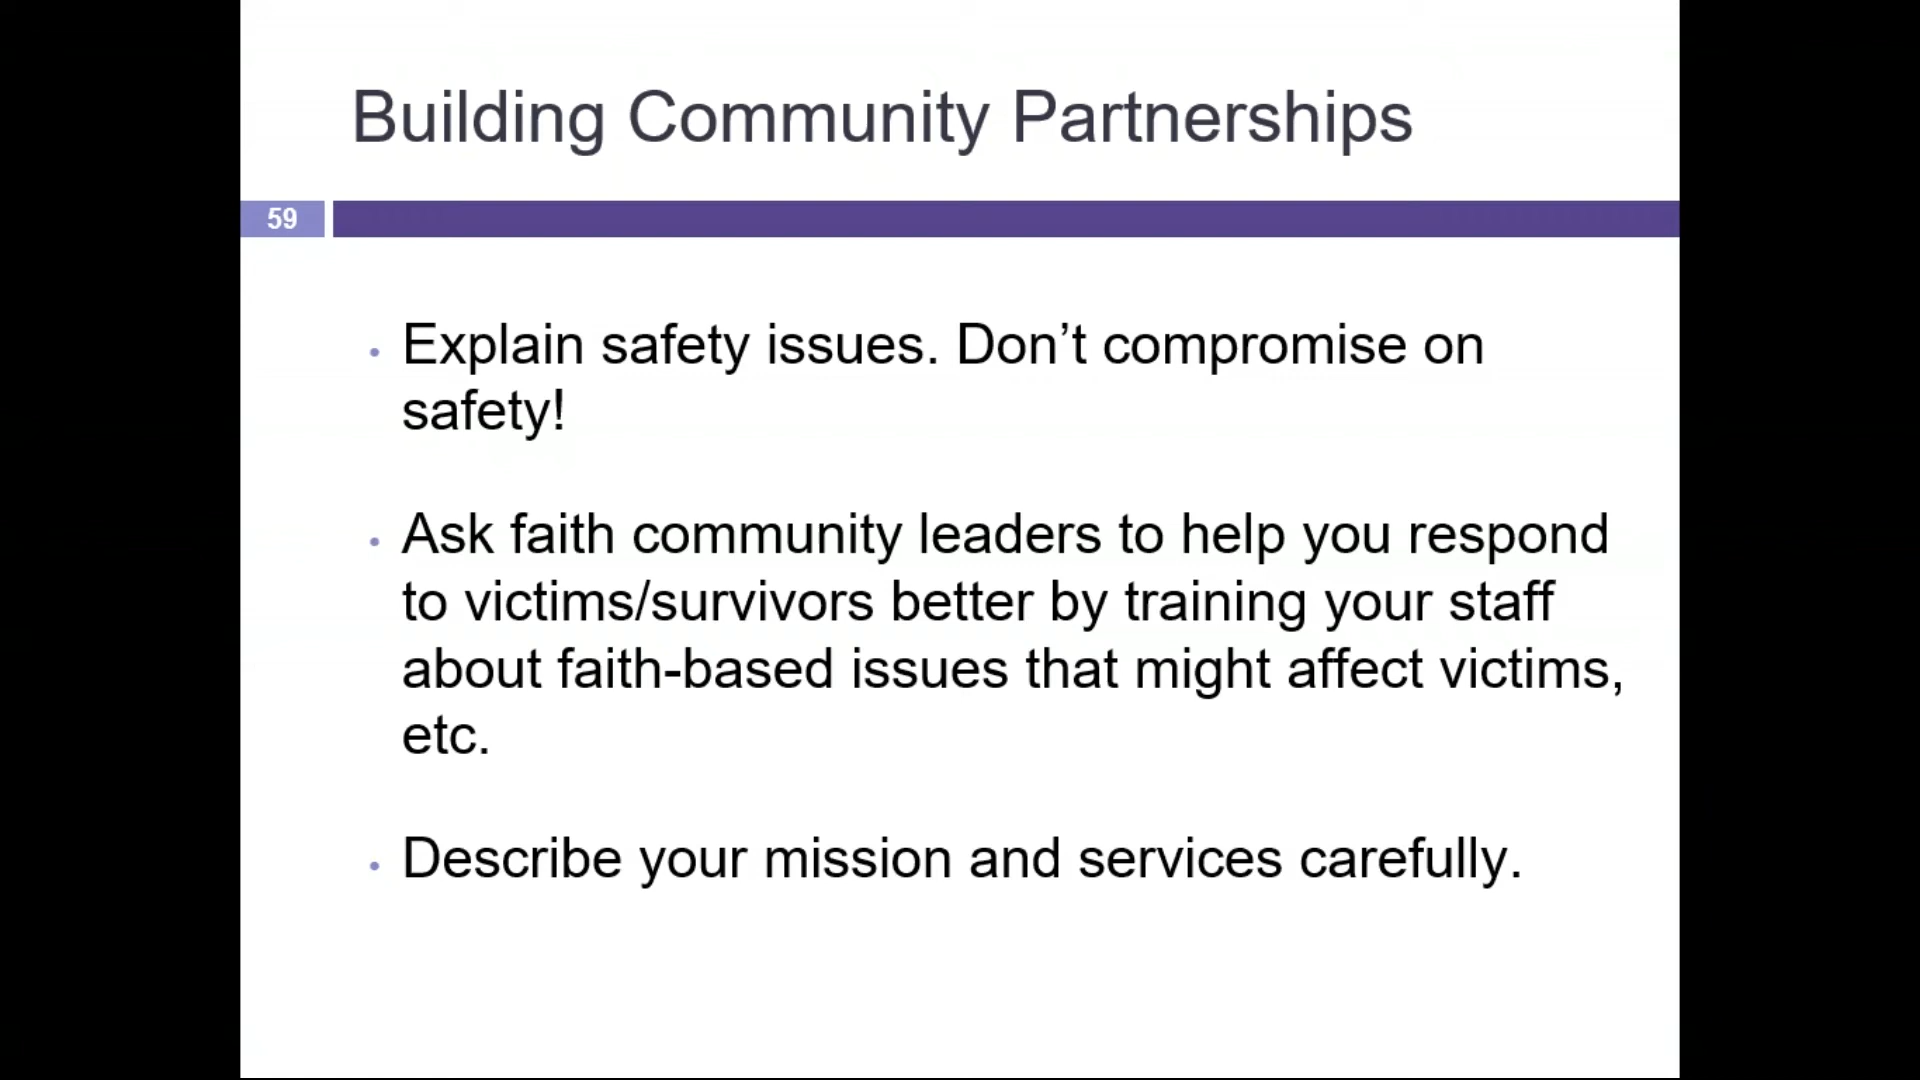 Building Community Partnerships
59
• Explain safety issues. Don’t compromise on
safety!
• Ask faith community leaders to help you respond
to victims/survivors better by training your staff
about faith-based issues that might affect victims,
etc.
• Describe your mission and services carefully.